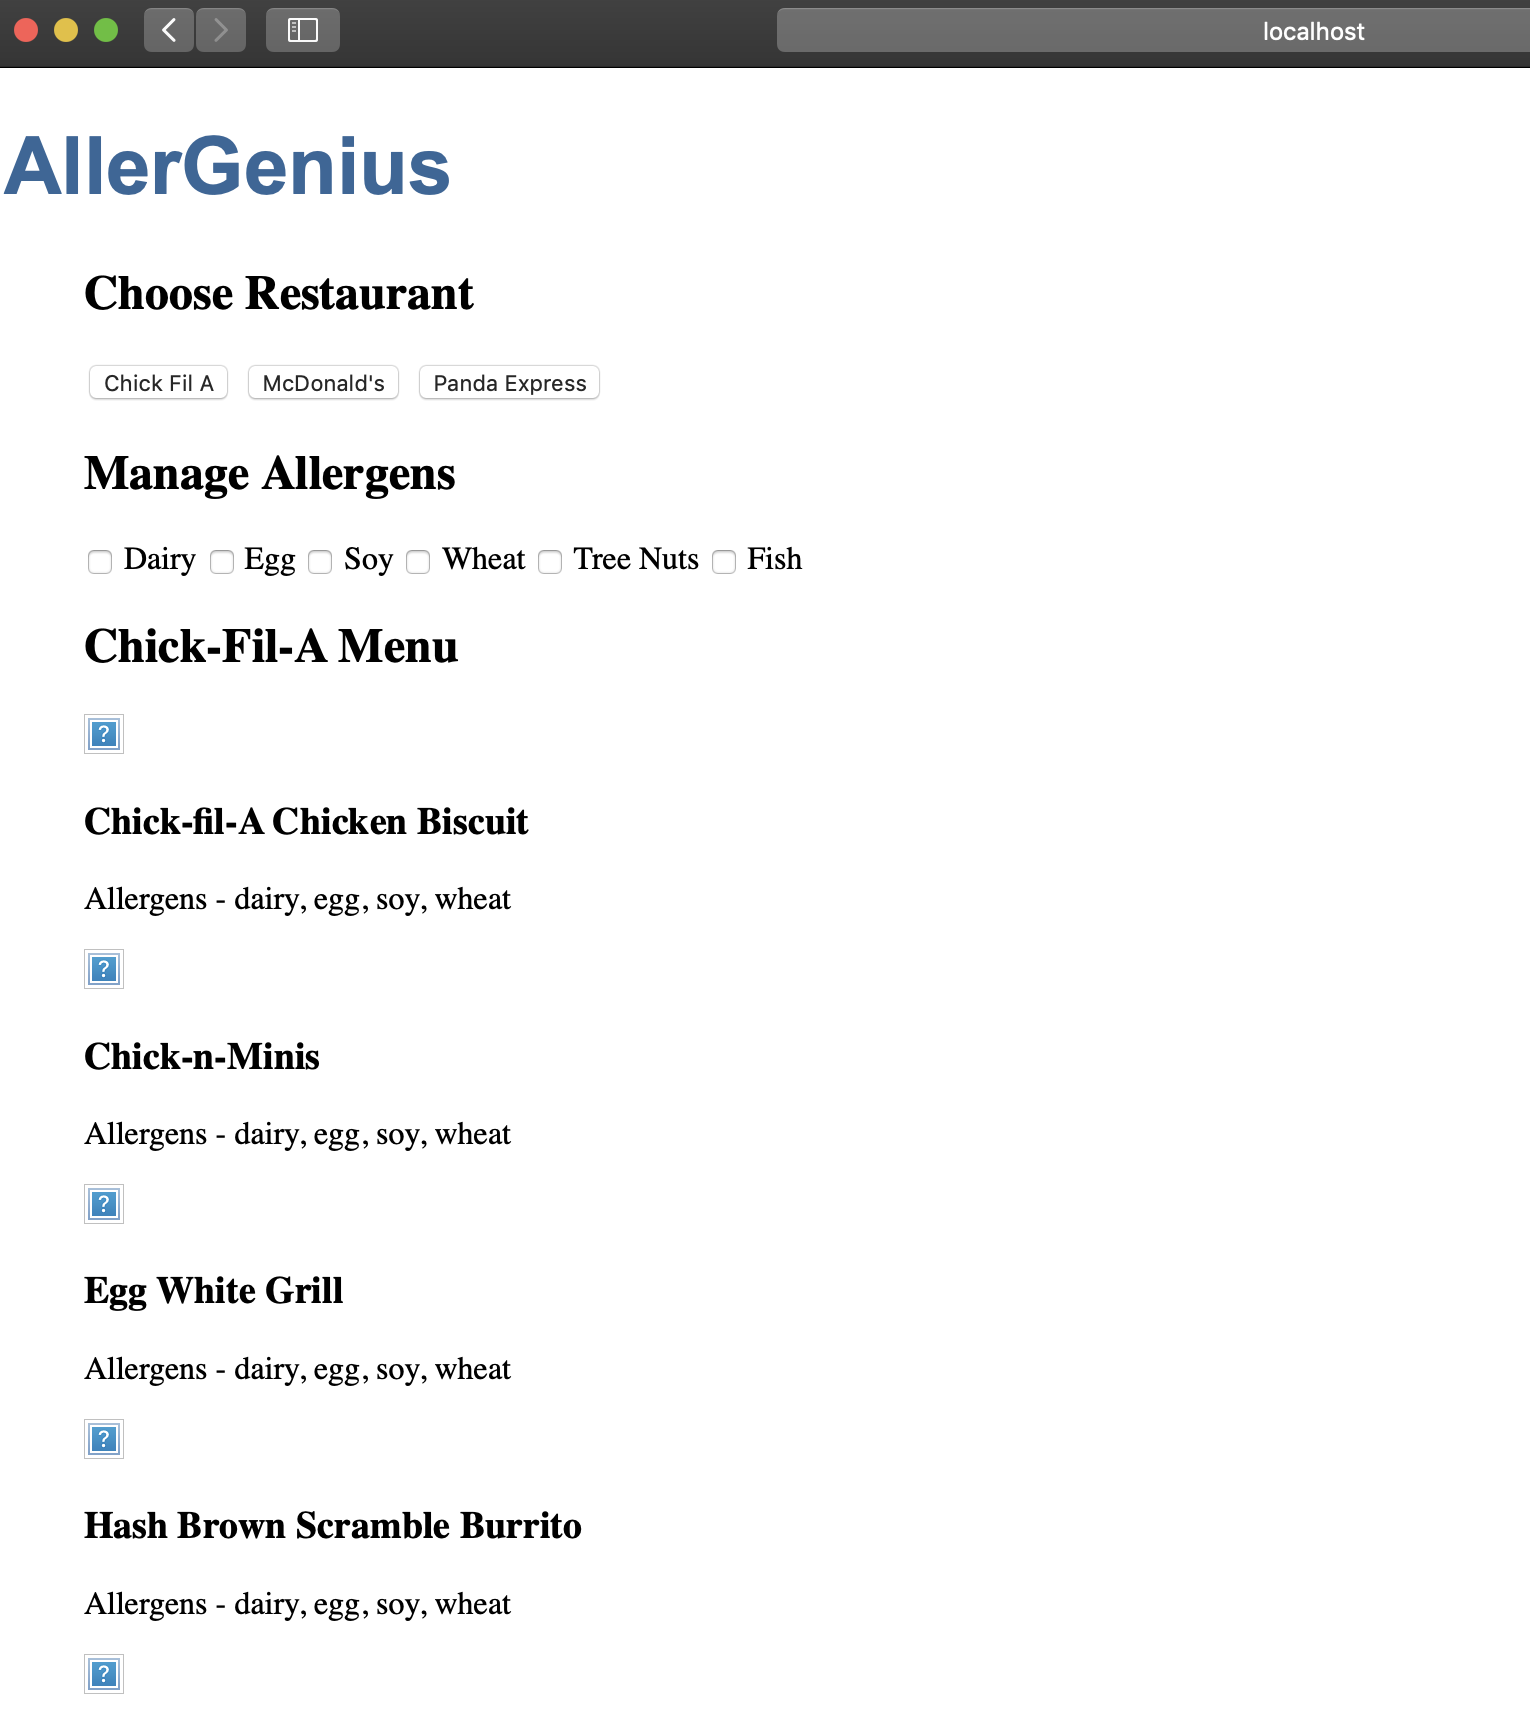 localhost
AllerGenius
Choose Restaurant
Chick Fil A McDonald's Panda Express
Manage Allergens
Dairy Egg Soy Wheat Tree Nuts Fish
Chick-Fil-A Menu
?
Chick-fil-A Chicken Biscuit
Allergens - dairy, egg, soy, wheat
?
Chick-n-Minis
Allergens - dairy, egg, soy, wheat
?
Egg White Grill
Allergens - dairy, egg, soy, wheat
?
Hash Brown Scramble Burrito
Allergens - dairy, egg, soy, wheat
?